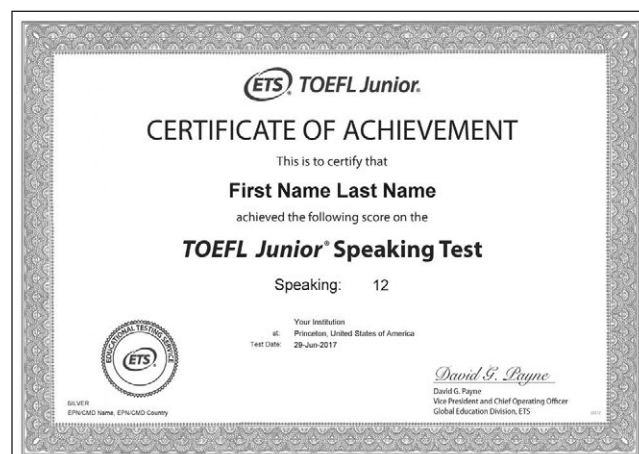 ETS® TOEFL Junior®
CERTIFICATE OF ACHIEVEMENT
This is to certify that
First Name Last Name
achieved the following score on the
TOEFL Junior® Speaking Test
Speaking: 12
Your Institution
at: Princeton, United States of America
Test Date: 29-Jun-2017
EDUCATIONAL TESTING SERVICE
ETS®
David G. Payne
David G. Payne
Vice President and Chief Operating Officer
Global Education Division, ETS
SILVER
EPN/CMD Name, EPN/CMD Country